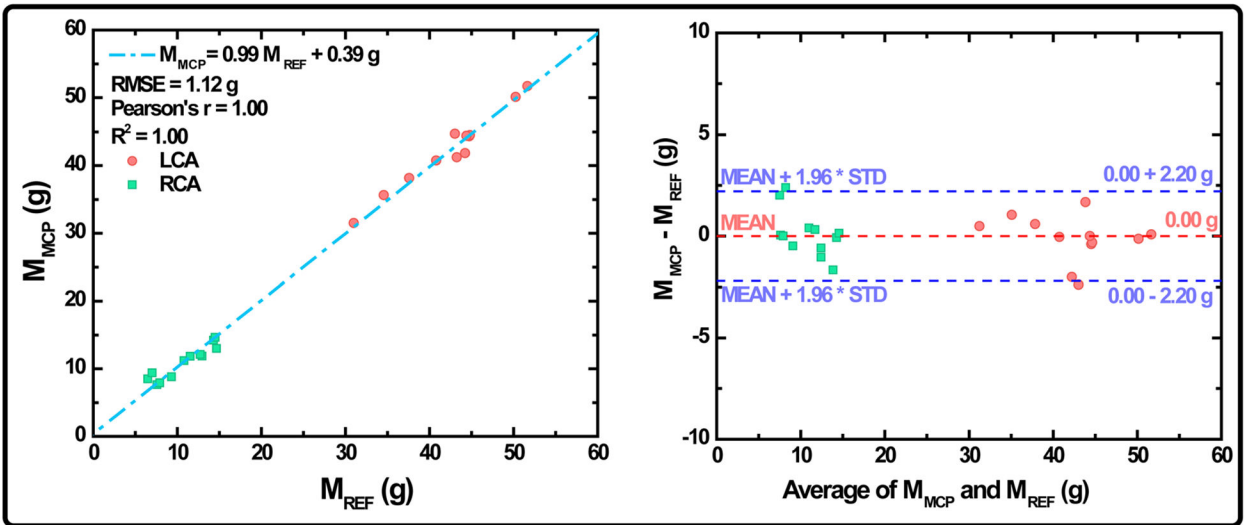 60
50
40
30
20
10
0
M_MCP (g)
M_MCP = 0.99 M_REF + 0.39 g
RMSE = 1.12 g
Pearson's r = 1.00
R² = 1.00
LCA
RCA
0 10 20 30 40 50 60
M_REF (g)
10
5
0
-5
-10
M_MCP - M_REF (g)
MEAN + 1.96 * STD 0.00 + 2.20 g
MEAN 0.00 g
MEAN + 1.96 * STD 0.00 - 2.20 g
0 10 20 30 40 50 60
Average of M_MCP and M_REF (g)